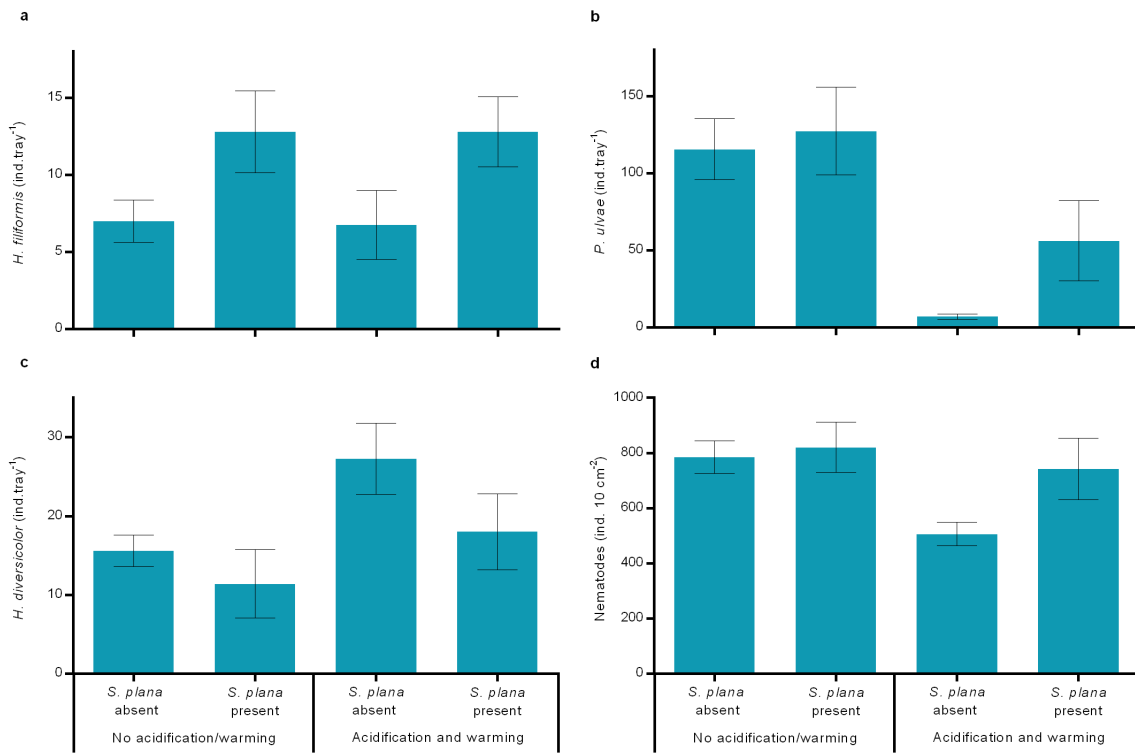 a
H. filiformis (ind.tray-1)
15
10
5
0
b
P. ulvae (ind.tray-1)
150
100
50
0
c
H. diversicolor (ind.tray-1)
30
20
10
0
S. plana
absent
S. plana
present
S. plana
absent
S. plana
present
No acidification/warming
Acidification and warming
d
Nematodes (ind. 10 cm-2)
1000
800
600
400
200
0
S. plana
absent
S. plana
present
S. plana
absent
S. plana
present
No acidification/warming
Acidification and warming